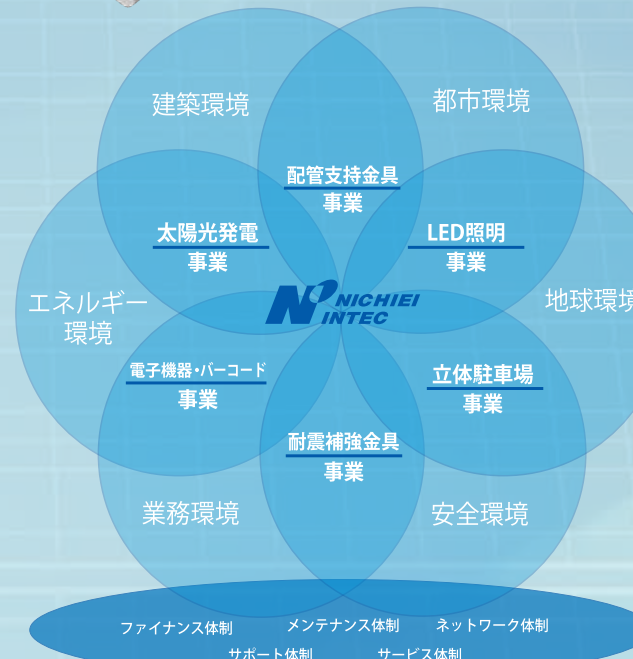 建築環境
都市環境
配管支持金具
事業
太陽光発電
事業
LED照明
事業
エネルギー
環境
NICHIEI
INTEC
地球環境
電子機器・バーコード
事業
立体駐車場
事業
耐震補強金具
事業
業務環境
安全環境
ファイナンス体制
メンテナンス体制
ネットワーク体制
サポート体制
サービス体制